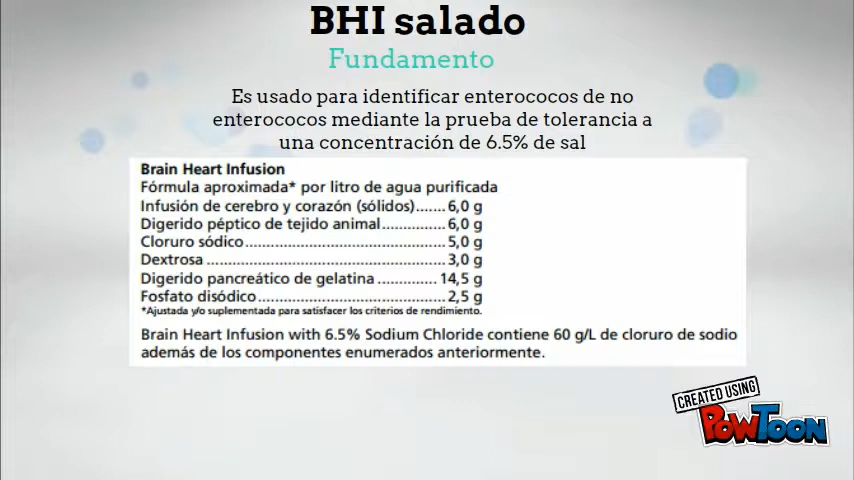 BHI salado
Fundamento
Es usado para identificar enterococos de no
enterococos mediante la prueba de tolerancia a
una concentración de 6.5% de sal
Brain Heart Infusion
Fórmula aproximada* por litro de agua purificada
Infusión de cerebro y corazón (sólidos).......6,0 g
Digerido péptico de tejido animal..............6,0 g
Cloruro sódico............................................5,0 g
Dextrosa ....................................................3,0 g
Digerido pancreático de gelatina .............14,5 g
Fosfato disódico.........................................2,5 g
*Ajustada y/o suplementada para satisfacer los criterios de rendimiento.
Brain Heart Infusion with 6.5% Sodium Chloride contiene 60 g/L de cloruro de sodio
además de los componentes enumerados anteriormente.
CREATED USING
POWTOON